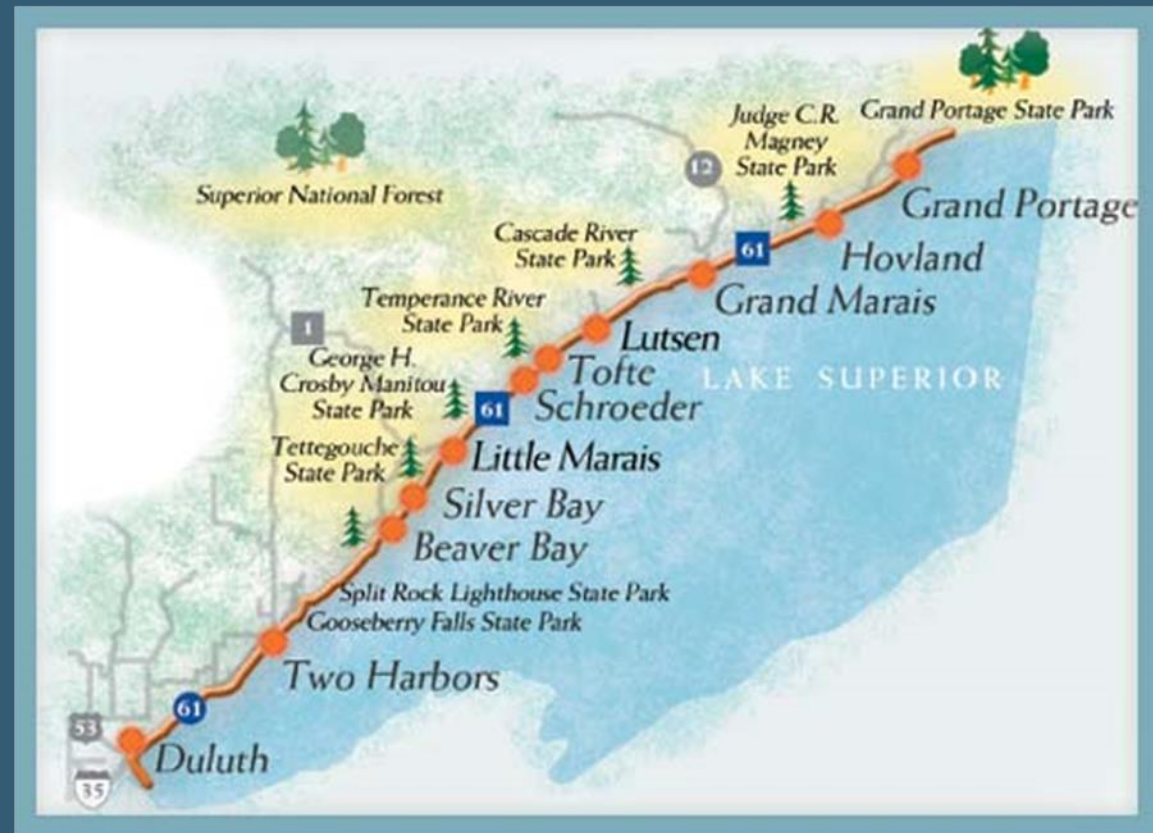 Grand Portage State Park
Judge C.R.
Magney
State Park
12
Superior National Forest
Grand Portage
Cascade River
State Park
61
Hovland
Grand Marais
Temperance River
State Park
1
Lutsen
George H.
Crosby Manitou
State Park
Tofte
LAKE SUPERIOR
61
Schroeder
Tettegouche
State Park
Little Marais
Silver Bay
Beaver Bay
Split Rock Lighthouse State Park
Gooseberry Falls State Park
Two Harbors
61
53
Duluth
35